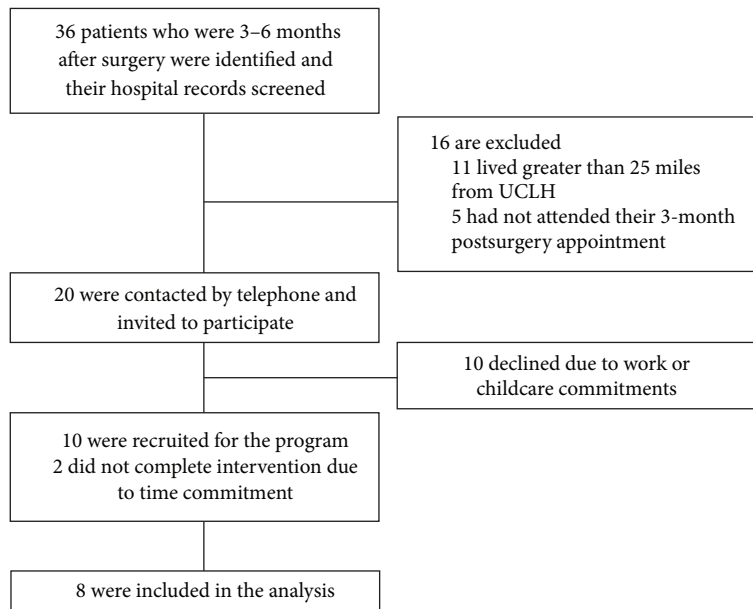 36 patients who were 3–6 months
after surgery were identified and
their hospital records screened
16 are excluded
11 lived greater than 25 miles
from UCLH
5 had not attended their 3-month
postsurgery appointment
20 were contacted by telephone and
invited to participate
10 declined due to work or
childcare commitments
10 were recruited for the program
2 did not complete intervention due
to time commitment
8 were included in the analysis